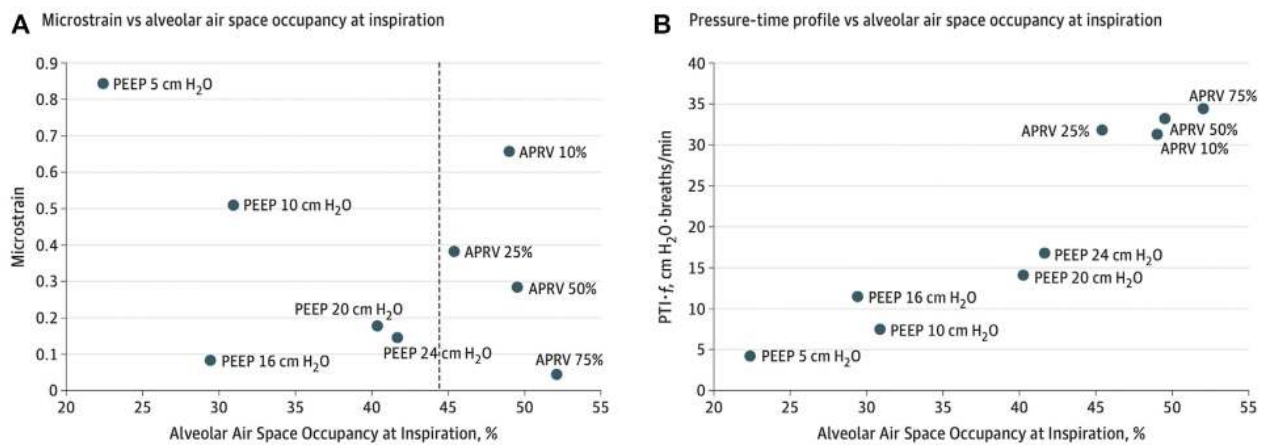 A Microstrain vs alveolar air space occupancy at inspiration
0.9
0.8
0.7
0.6
0.5
0.4
0.3
0.2
0.1
0
Microstrain
PEEP 5 cm H₂O
APRV 10%
PEEP 10 cm H₂O
APRV 25%
APRV 50%
PEEP 20 cm H₂O
PEEP 24 cm H₂O
PEEP 16 cm H₂O
APRV 75%
20 25 30 35 40 45 50 55
Alveolar Air Space Occupancy at Inspiration, %
B Pressure-time profile vs alveolar air space occupancy at inspiration
40
35
30
25
20
15
10
5
0
PTI·f, cm H₂O·breaths/min
APRV 75%
APRV 25%
APRV 50%
APRV 10%
PEEP 24 cm H₂O
PEEP 20 cm H₂O
PEEP 16 cm H₂O
PEEP 10 cm H₂O
PEEP 5 cm H₂O
20 25 30 35 40 45 50 55
Alveolar Air Space Occupancy at Inspiration, %